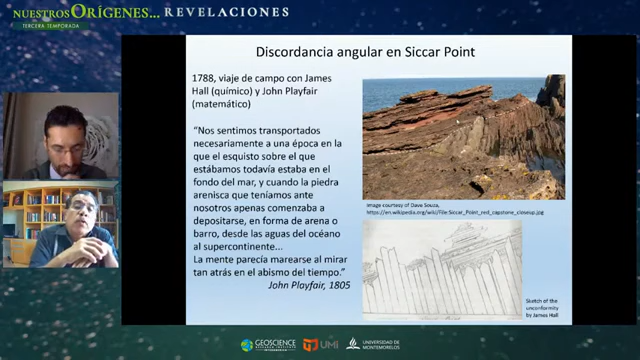 NUESTROS ORÍGENES... REVELACIONES
TERCERA TEMPORADA
Discordancia angular en Siccar Point
1788, viaje de campo con James
Hall (químico) y John Playfair
(matemático)
“Nos sentimos transportados
necesariamente a una época en la
que el esquisto sobre el que
estábamos todavía estaba en el
fondo del mar, y cuando la piedra
arenisca que teníamos ante
nosotros apenas comenzaba a
depositarse, en forma de arena o
barro, desde las aguas del océano
al supercontinente...
La mente parecía marearse al mirar
tan atrás en el abismo del tiempo.”
John Playfair, 1805
Image courtesy of Dave Souza,
https://en.wikipedia.org/wiki/File:Siccar_Point_red_capstone_closeup.jpg
Sketch of the
unconformity
by James Hall
GEOSCIENCE
RESEARCH INSTITUTE
UMi
UNIVERSIDAD
DE MONTEMORELOS